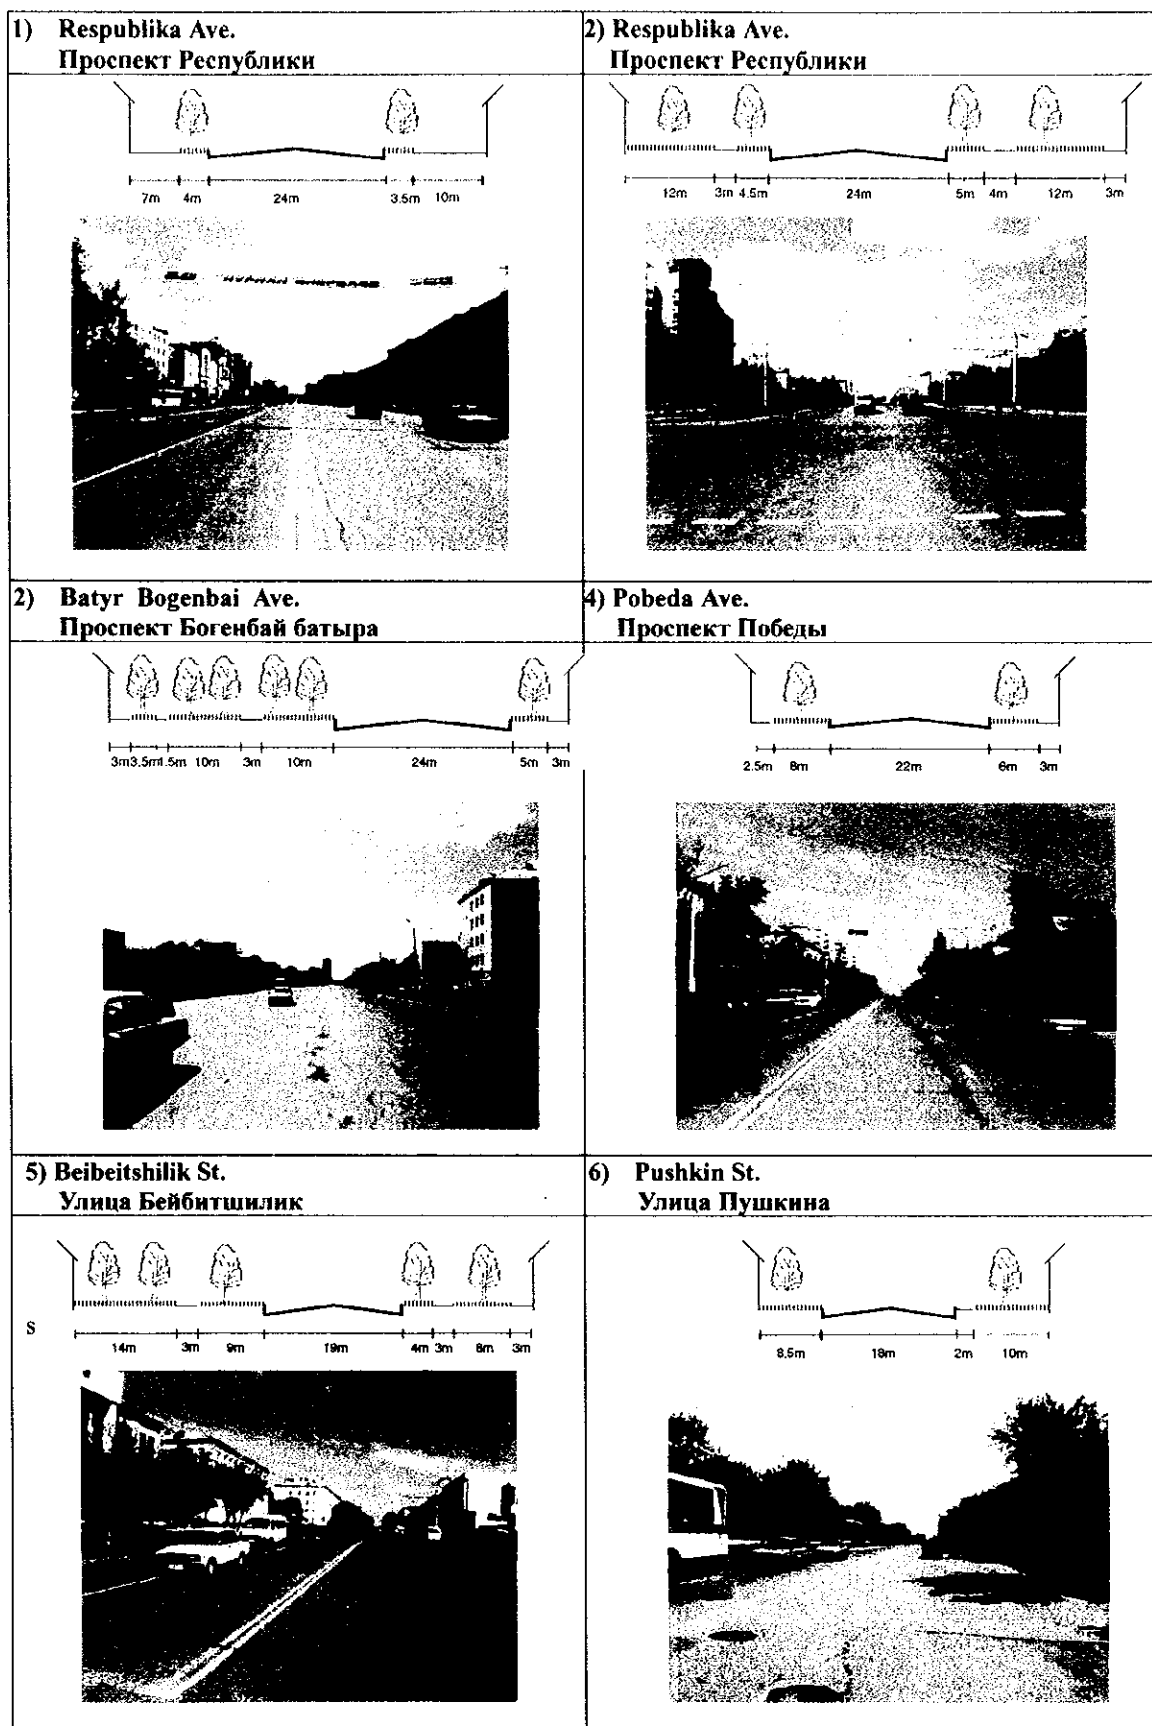 1) Respublika Ave.
Проспект Республики
2) Respublika Ave.
Проспект Республики
7m 4m 24m 3.5m 10m
12m 3m 4.5m 24m 5m 4m 12m 3m
2) Batyr Bogenbai Ave.
Проспект Богенбай батыра
4) Pobeda Ave.
Проспект Победы
3m 3.5m 1.5m 10m 3m 10m 24m 5m 3m
2.5m 8m 22m 6m 3m
5) Beibeitshilik St.
Улица Бейбитшилик
6) Pushkin St.
Улица Пушкина
S
14m 3m 9m 19m 4m 3m 8m 3m
8.5m 18m 2m 10m